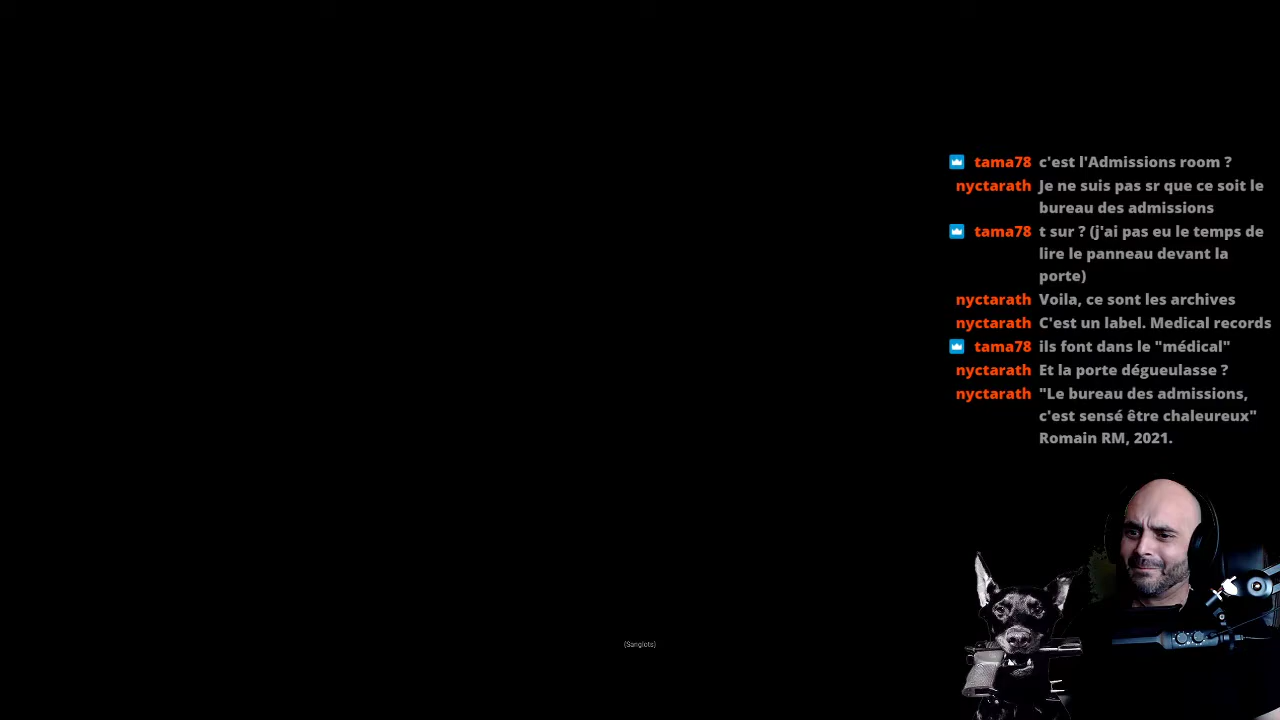 tama78 c'est l'Admissions room ?
nyctarath Je ne suis pas sr que ce soit le
bureau des admissions
tama78 t sur ? (j'ai pas eu le temps de
lire le panneau devant la
porte)
nyctarath Voila, ce sont les archives
nyctarath C'est un label. Medical records
tama78 ils font dans le "médical"
nyctarath Et la porte dégueulasse ?
nyctarath "Le bureau des admissions,
c'est sensé être chaleureux"
Romain RM, 2021.
(Sanglots)